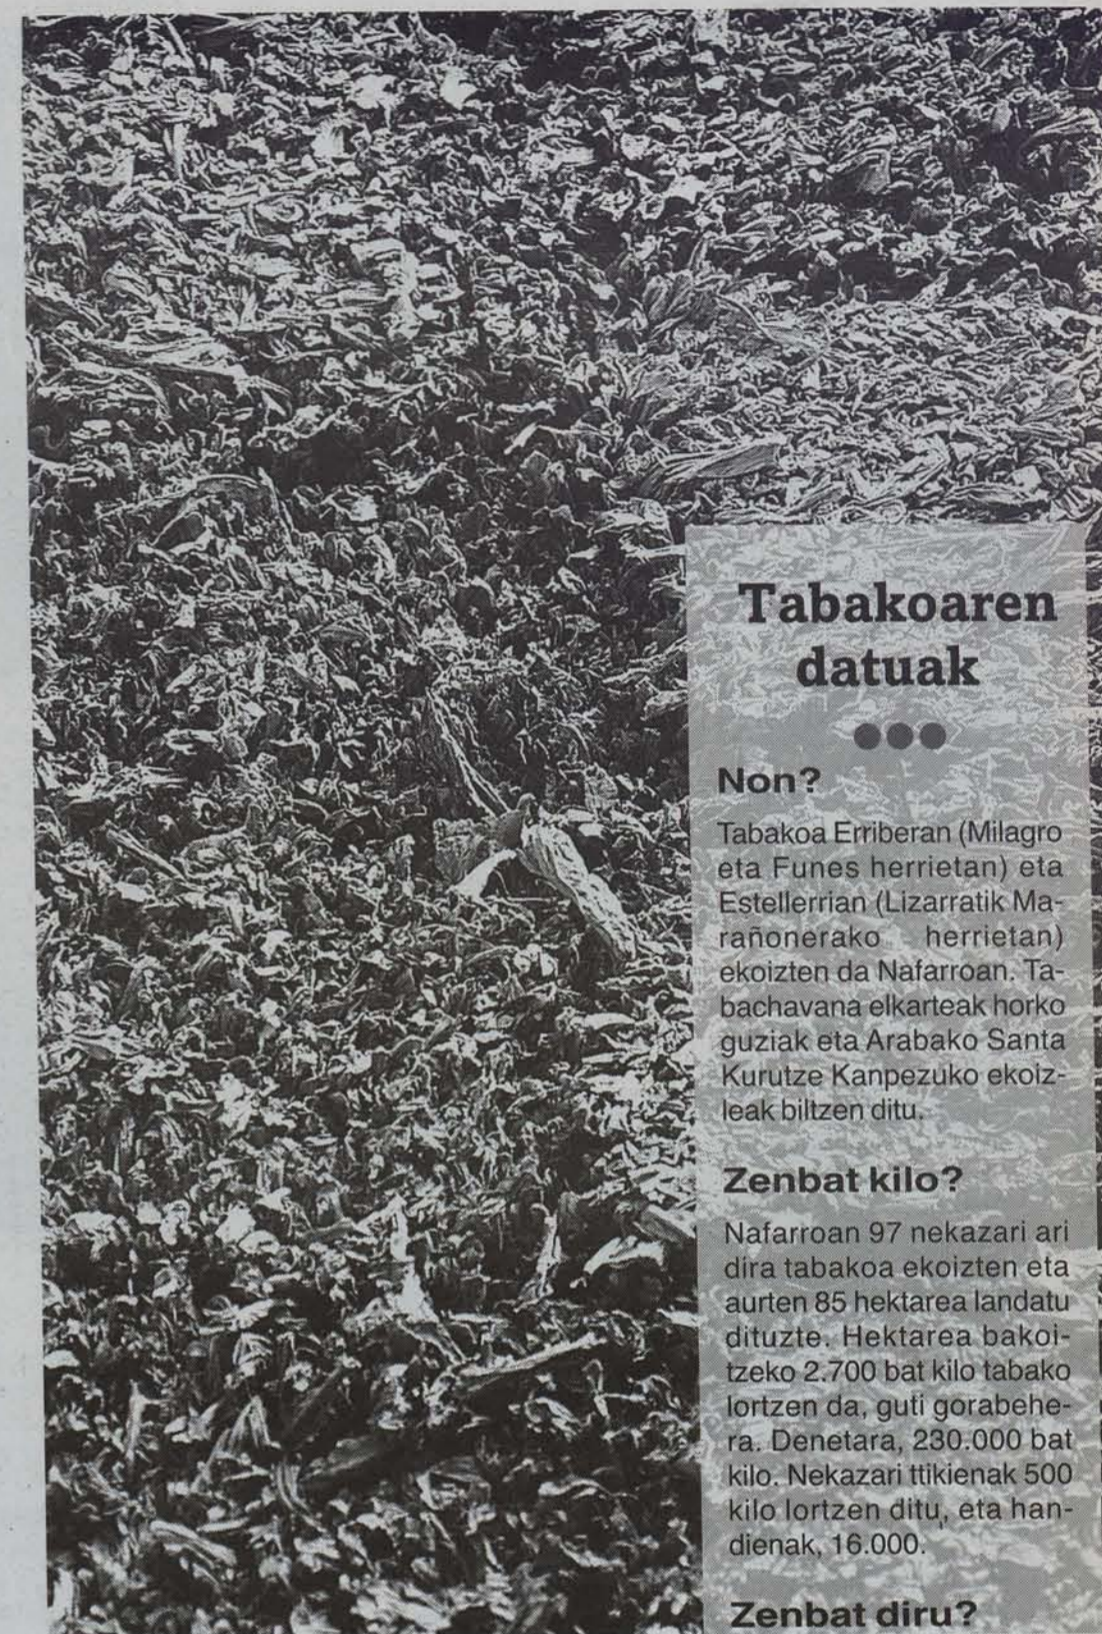 Tabakoaren
datuak
Non?
Tabakoa Erriberan (Milagro
eta Funes herrietan) eta
Estellerrian (Lizarratik Ma-
rañonerako herrietan)
ekoizten da Nafarroan. Ta-
bachavana elkarteak horko
guziak eta Arabako Santa
Kurutze Kanpezuko ekoiz-
leak biltzen ditu.
Zenbat kilo?
Nafarroan 97 nekazari ari
dira tabakoa ekoizten eta
aurten 85 hektarea landatu
dituzte. Hektarea bakoi-
tzeko 2.700 bat kilo tabako
lortzen da, guti gorabehe-
ra. Denetara, 230.000 bat
kilo. Nekazari ttikienak 500
kilo lortzen ditu, eta han-
dienak, 16.000.
Zenbat diru?